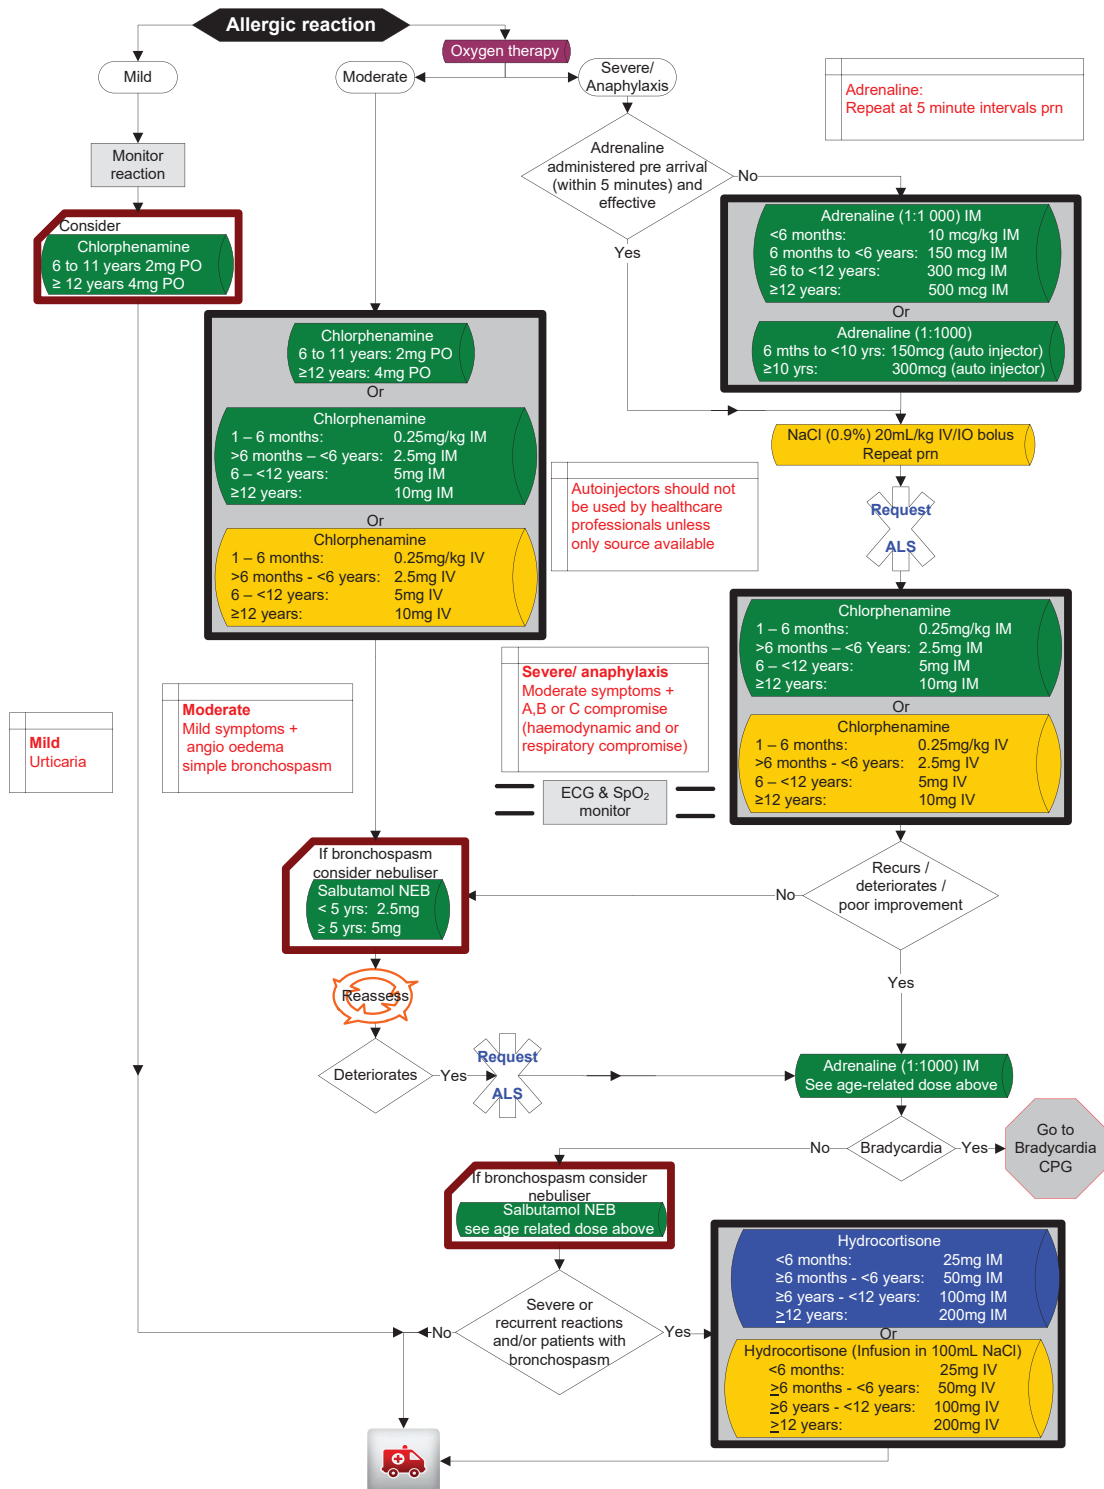 Allergic reaction
Oxygen therapy
Mild
Moderate
Severe/
Anaphylaxis
Adrenaline:
Repeat at 5 minute intervals prn
Monitor
reaction
Adrenaline
administered pre arrival
(within 5 minutes) and
effective
No
Yes
Consider
Chlorphenamine
6 to 11 years 2mg PO
≥ 12 years 4mg PO
Adrenaline (1:1 000) IM
<6 months: 10 mcg/kg IM
6 months to <6 years: 150 mcg IM
≥6 to <12 years: 300 mcg IM
≥12 years: 500 mcg IM
Or
Adrenaline (1:1000)
6 mths to <10 yrs: 150mcg (auto injector)
≥10 yrs: 300mcg (auto injector)
Chlorphenamine
6 to 11 years: 2mg PO
≥12 years: 4mg PO
Or
Chlorphenamine
1 – 6 months: 0.25mg/kg IM
>6 months – <6 years: 2.5mg IM
6 – <12 years: 5mg IM
≥12 years: 10mg IM
Or
Chlorphenamine
1 – 6 months: 0.25mg/kg IV
>6 months - <6 years: 2.5mg IV
6 – <12 years: 5mg IV
≥12 years: 10mg IV
NaCl (0.9%) 20mL/kg IV/IO bolus
Repeat prn
Autoinjectors should not
be used by healthcare
professionals unless
only source available
Request
ALS
Chlorphenamine
1 – 6 months: 0.25mg/kg IM
>6 months – <6 Years: 2.5mg IM
6 – <12 years: 5mg IM
≥12 years: 10mg IM
Or
Chlorphenamine
1 – 6 months: 0.25mg/kg IV
>6 months - <6 years: 2.5mg IV
6 – <12 years: 5mg IV
≥12 years: 10mg IV
Mild
Urticaria
Moderate
Mild symptoms +
angio oedema
simple bronchospasm
Severe/ anaphylaxis
Moderate symptoms +
A,B or C compromise
(haemodynamic and or
respiratory compromise)
ECG & SpO₂
monitor
If bronchospasm
consider nebuliser
Salbutamol NEB
< 5 yrs: 2.5mg
≥ 5 yrs: 5mg
No
Recurs /
deteriorates /
poor improvement
Yes
Reassess
Deteriorates
Yes
Request
ALS
Adrenaline (1:1000) IM
See age-related dose above
No
Bradycardia
Yes
Go to
Bradycardia
CPG
If bronchospasm consider
nebuliser
Salbutamol NEB
see age related dose above
Severe or
recurrent reactions
and/or patients with
bronchospasm
No
Yes
Hydrocortisone
<6 months: 25mg IM
≥6 months - <6 years: 50mg IM
≥6 years - <12 years: 100mg IM
≥12 years: 200mg IM
Or
Hydrocortisone (Infusion in 100mL NaCl)
<6 months: 25mg IV
≥6 months - <6 years: 50mg IV
≥6 years - <12 years: 100mg IV
≥12 years: 200mg IV